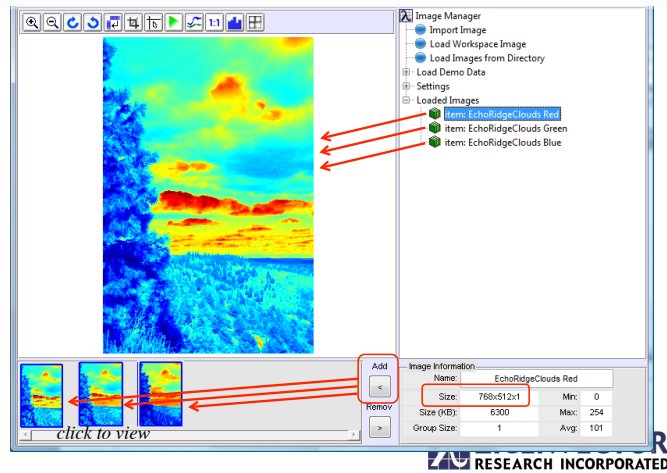 1:1
Image Manager
Import Image
Load Workspace Image
Load Images from Directory
Load Demo Data
Settings
Loaded Images
item: EchoRidgeClouds Red
item: EchoRidgeClouds Green
item: EchoRidgeClouds Blue
Add
<
Remov
>
click to view
Image Information
Name: EchoRidgeClouds Red
Size: 768x512x1 Min: 0
Size (KB): 6300 Max: 254
Group Size: 1 Avg: 101
RESEARCH INCORPORATED